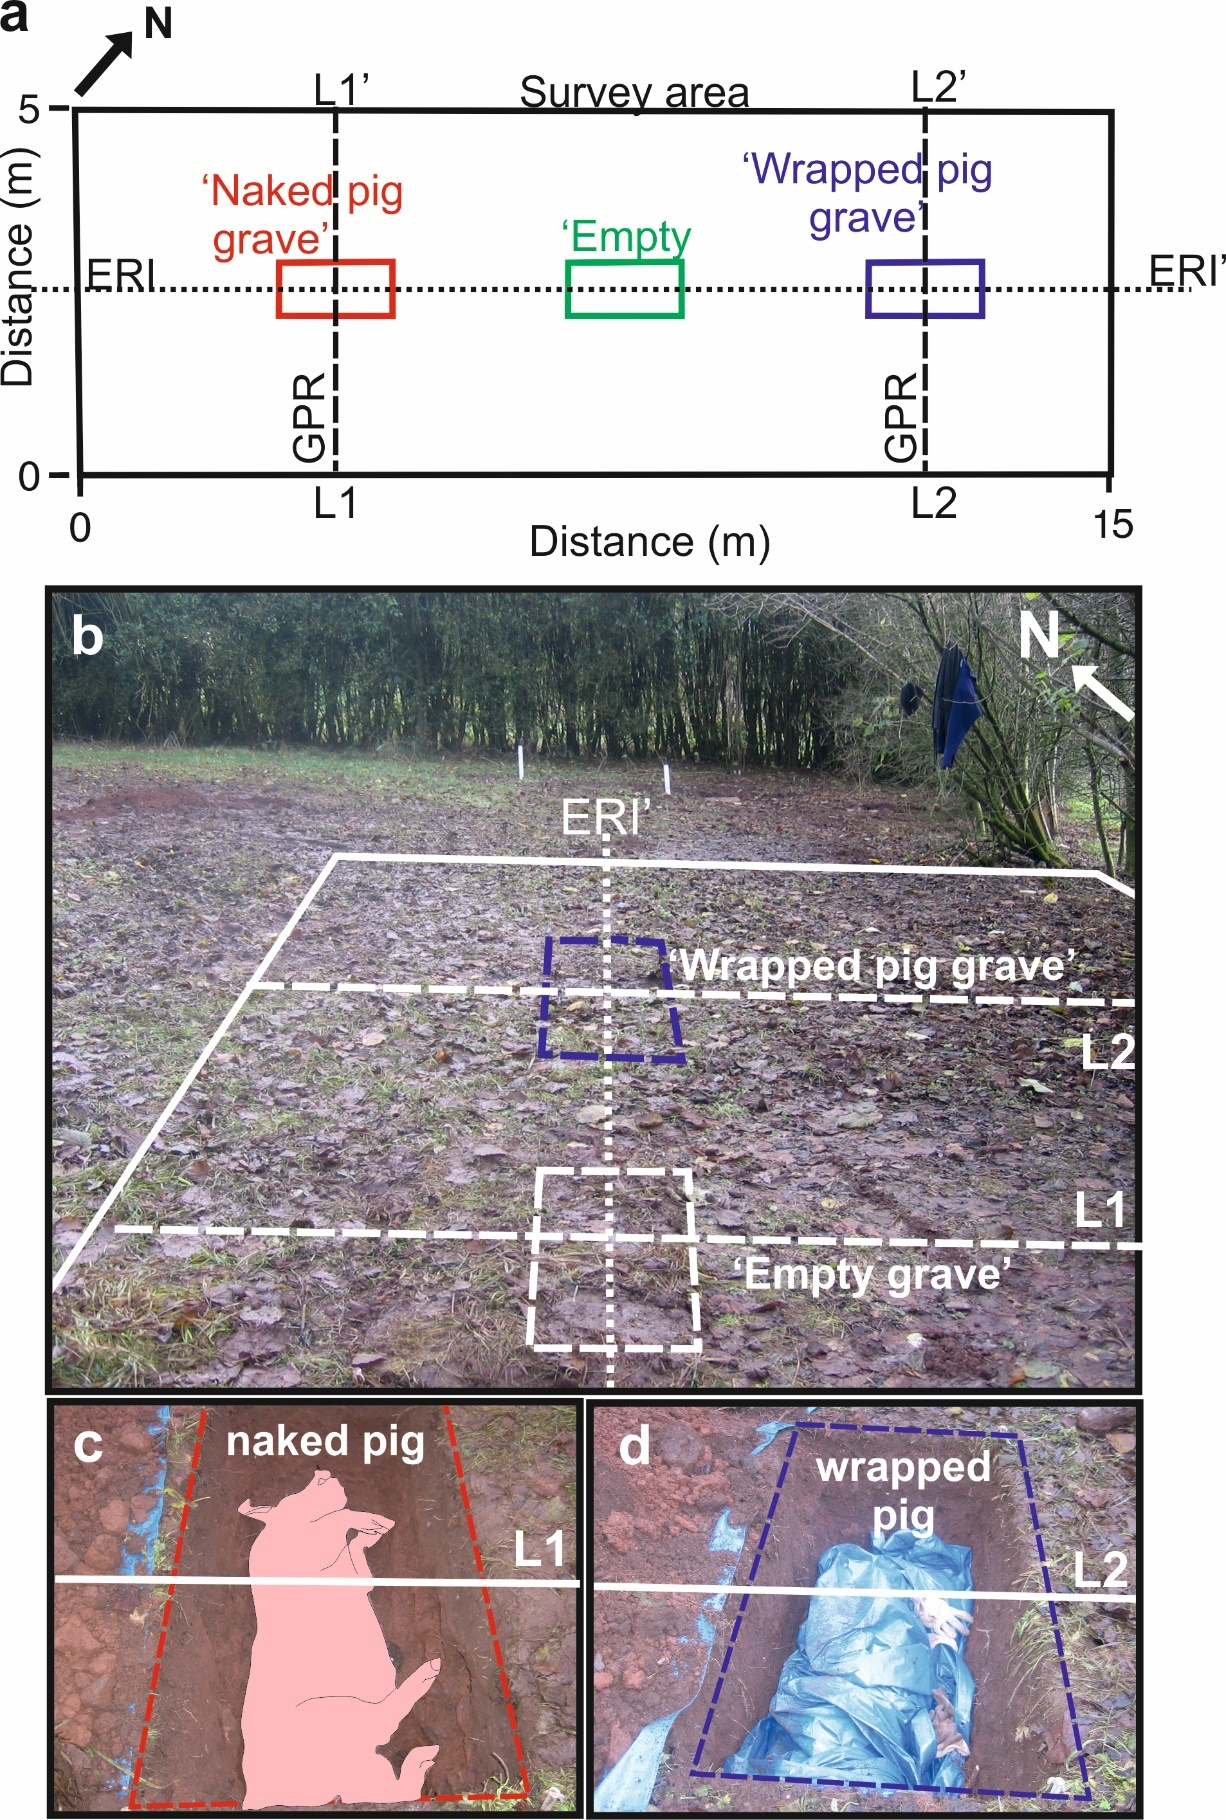 a
N
5
L1’
Survey area
L2’
Distance (m)
‘Naked pig
grave’
‘Empty
‘Wrapped pig
grave’
ERI
ERI’
GPR
GPR
0
L1
L2
0
15
Distance (m)
b
N
ERI’
‘Wrapped pig grave’
L2
L1
‘Empty grave’
c
naked pig
L1
d
wrapped
pig
L2